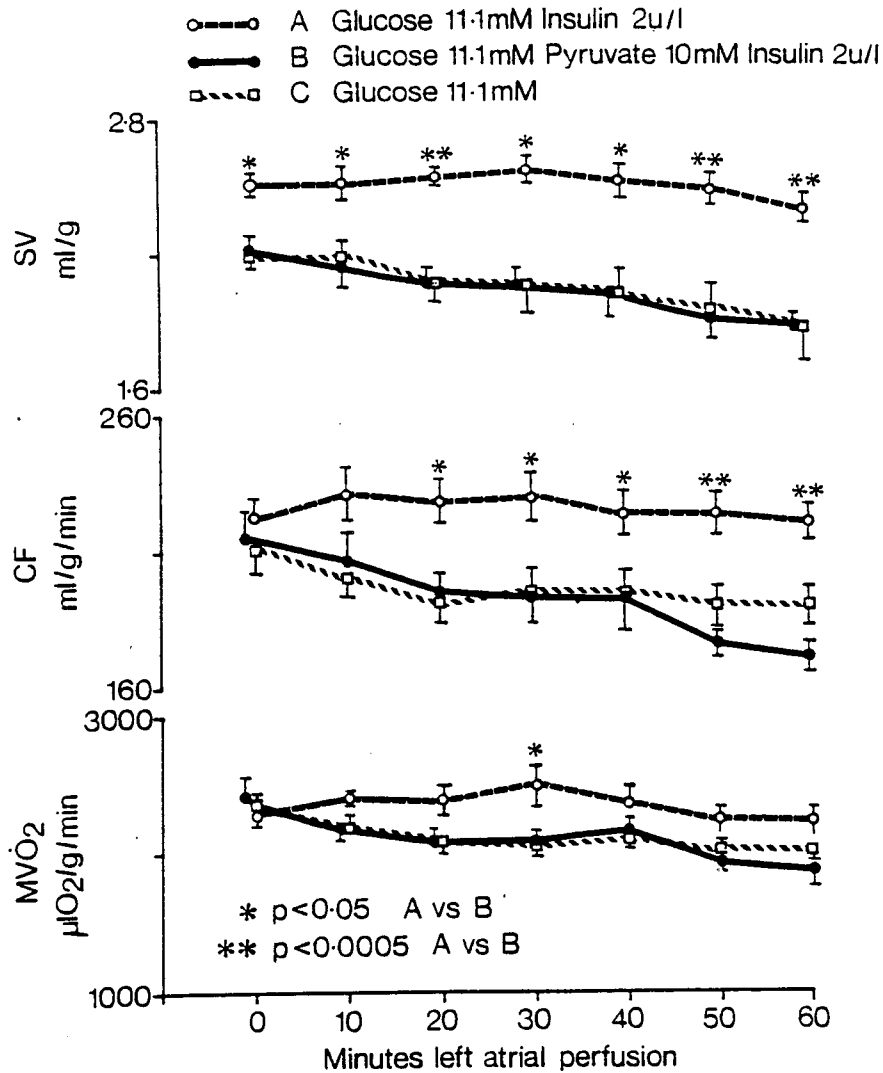 A Glucose 11·1mM Insulin 2u/l
B Glucose 11·1mM Pyruvate 10mM Insulin 2u/l
C Glucose 11·1mM
2·8
* * ** * * ** **
SV
ml/g
1·6
260
* * * ** **
CF
ml/g/min
160
3000
*
MV̇O2
µlO2/g/min
* p<0·05 A vs B
** p<0·0005 A vs B
1000
0 10 20 30 40 50 60
Minutes left atrial perfusion